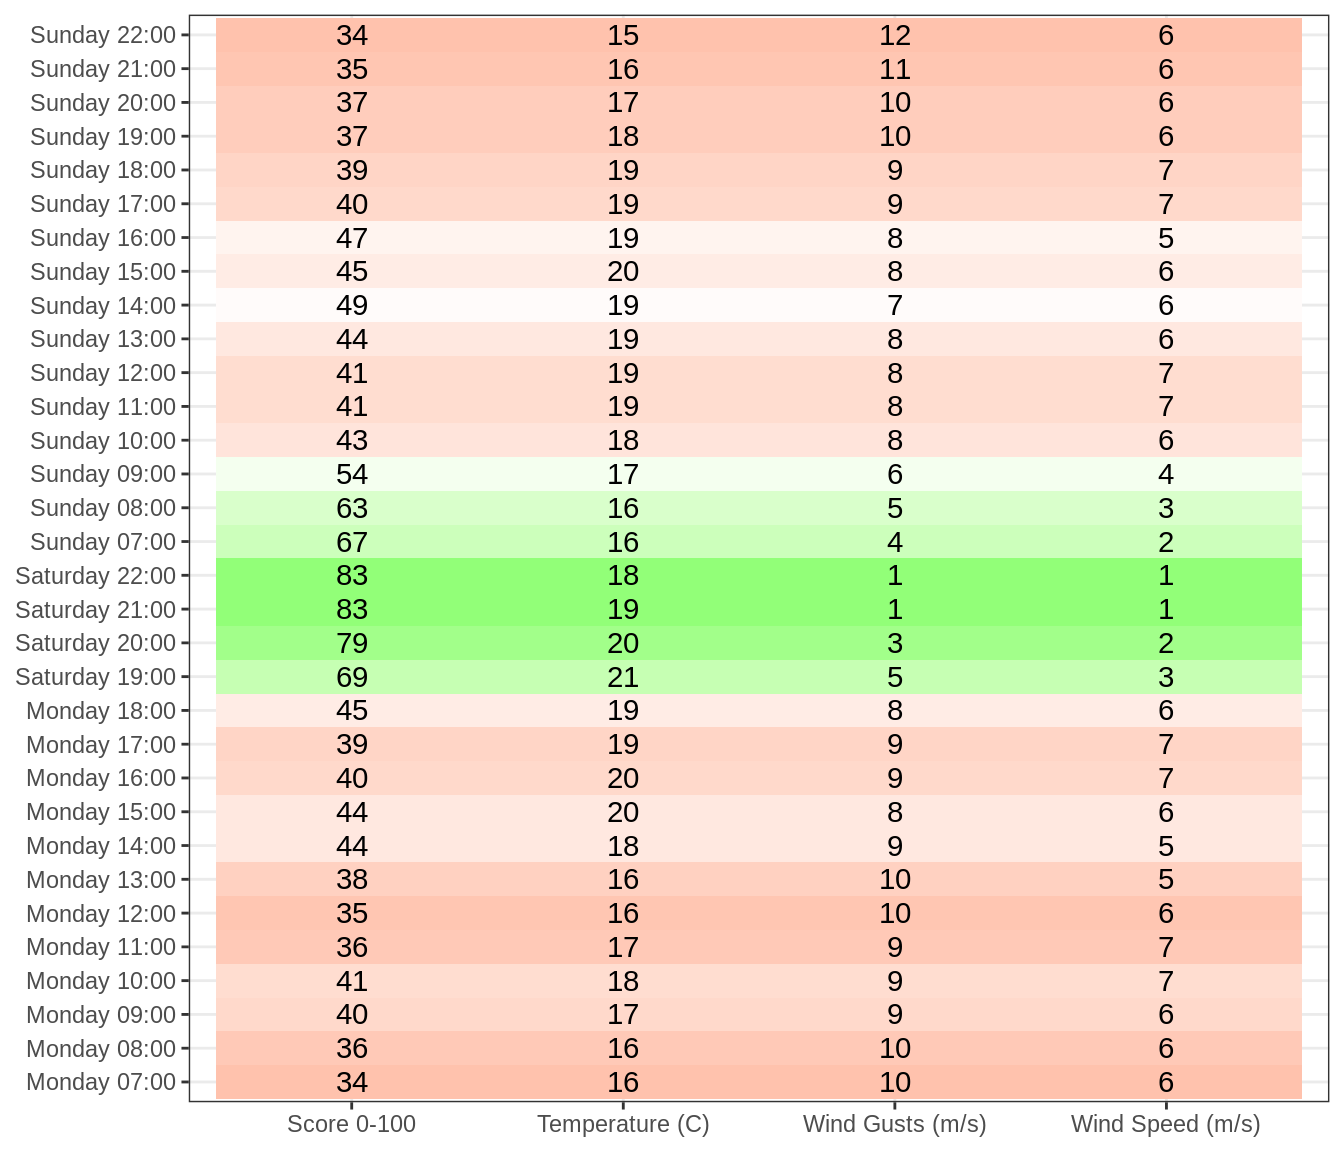 Sunday 22:00 34 15 12 6
Sunday 21:00 35 16 11 6
Sunday 20:00 37 17 10 6
Sunday 19:00 37 18 10 6
Sunday 18:00 39 19 9 7
Sunday 17:00 40 19 9 7
Sunday 16:00 47 19 8 5
Sunday 15:00 45 20 8 6
Sunday 14:00 49 19 7 6
Sunday 13:00 44 19 8 6
Sunday 12:00 41 19 8 7
Sunday 11:00 41 19 8 7
Sunday 10:00 43 18 8 6
Sunday 09:00 54 17 6 4
Sunday 08:00 63 16 5 3
Sunday 07:00 67 16 4 2
Saturday 22:00 83 18 1 1
Saturday 21:00 83 19 1 1
Saturday 20:00 79 20 3 2
Saturday 19:00 69 21 5 3
Monday 18:00 45 19 8 6
Monday 17:00 39 19 9 7
Monday 16:00 40 20 9 7
Monday 15:00 44 20 8 6
Monday 14:00 44 18 9 5
Monday 13:00 38 16 10 5
Monday 12:00 35 16 10 6
Monday 11:00 36 17 9 7
Monday 10:00 41 18 9 7
Monday 09:00 40 17 9 6
Monday 08:00 36 16 10 6
Monday 07:00 34 16 10 6
Score 0-100 Temperature (C) Wind Gusts (m/s) Wind Speed (m/s)